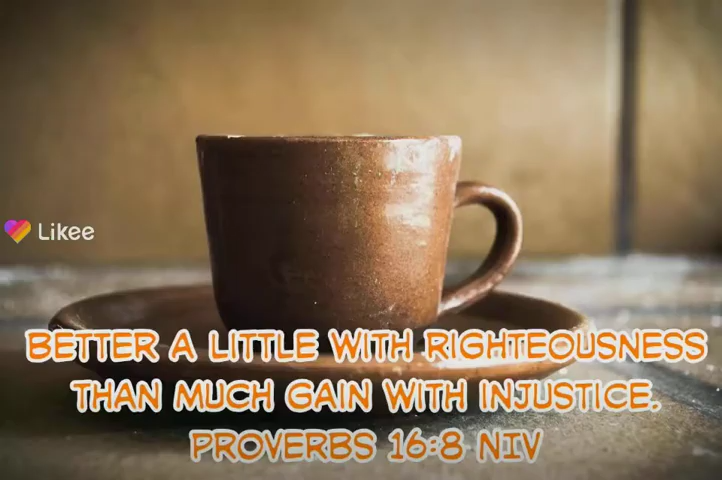 Likee
BETTER A LITTLE WITH RIGHTEOUSNESS
THAN MUCH GAIN WITH INJUSTICE.
PROVERBS 16:8 NIV